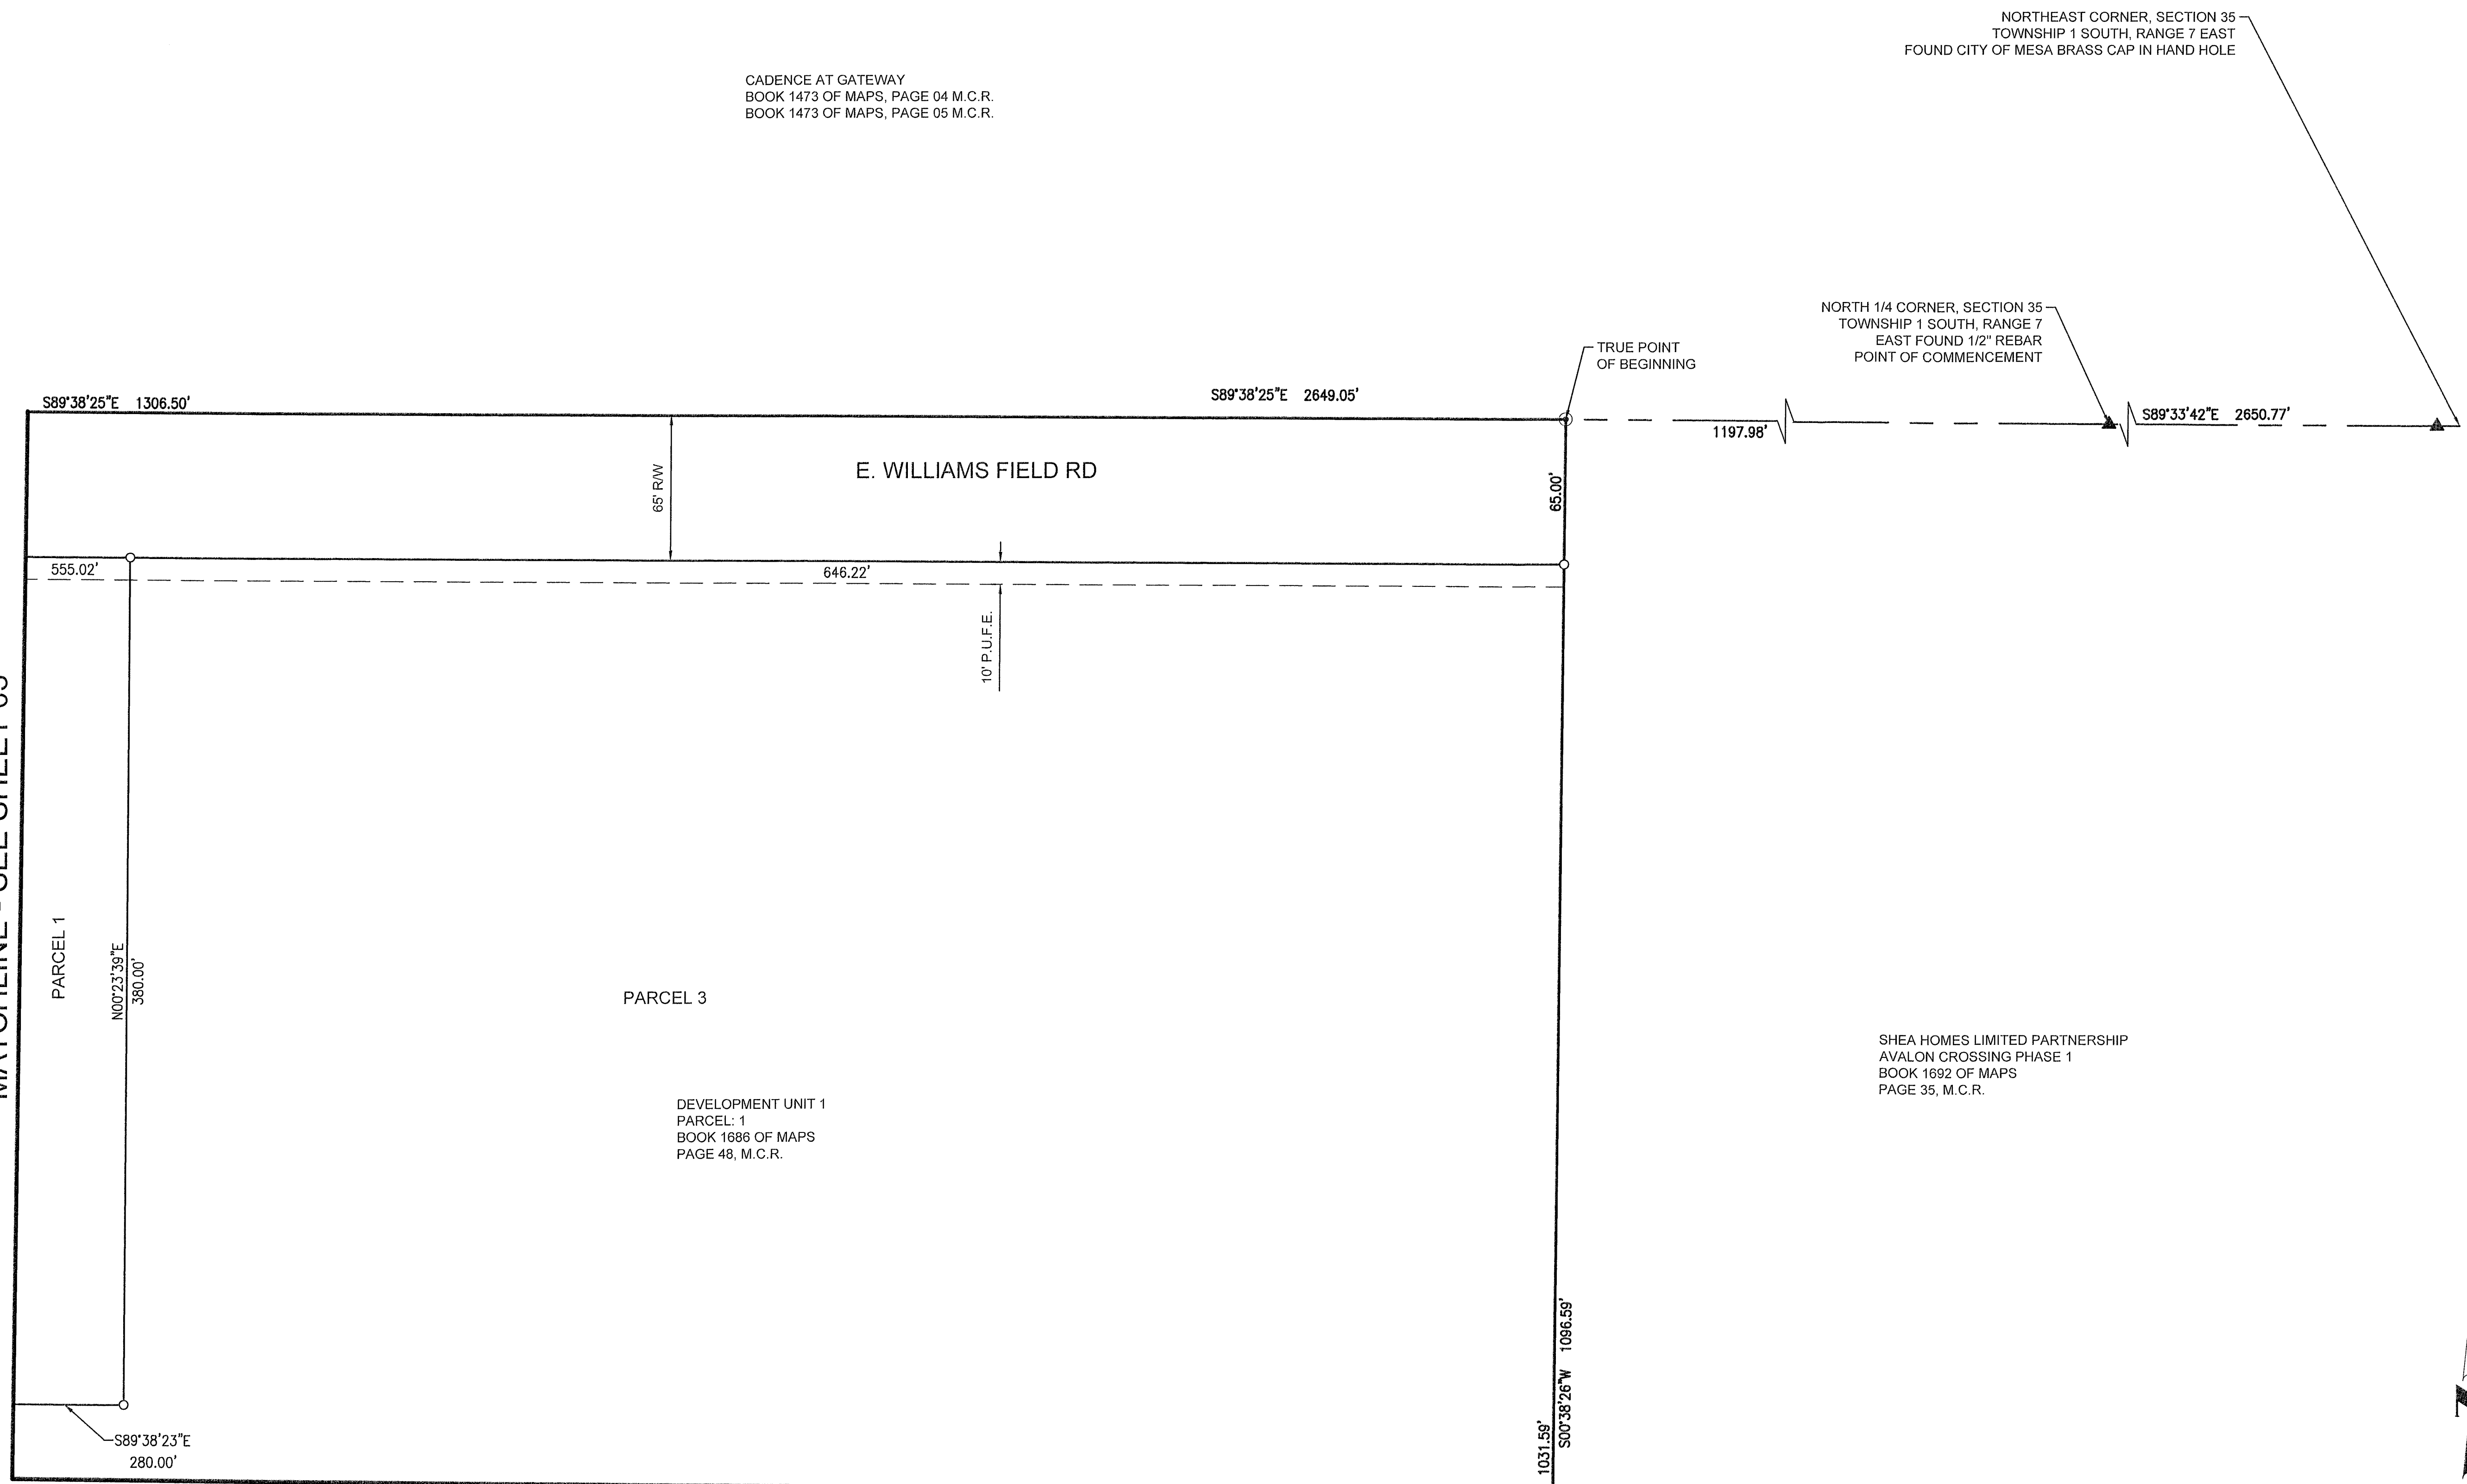 NORTHEAST CORNER, SECTION 35
TOWNSHIP 1 SOUTH, RANGE 7 EAST
FOUND CITY OF MESA BRASS CAP IN HAND HOLE
CADENCE AT GATEWAY
BOOK 1473 OF MAPS, PAGE 04 M.C.R.
BOOK 1473 OF MAPS, PAGE 05 M.C.R.
NORTH 1/4 CORNER, SECTION 35
TOWNSHIP 1 SOUTH, RANGE 7
EAST FOUND 1/2" REBAR
POINT OF COMMENCEMENT
TRUE POINT
OF BEGINNING
S89°38'25"E 1306.50'
S89°38'25"E 2649.05'
1197.98'
S89°33'42"E 2650.77'
65' R/W
E. WILLIAMS FIELD RD
65.00'
555.02'
646.22'
10' P.U.F.E.
PARCEL 1
N00°23'39"E
380.00'
PARCEL 3
DEVELOPMENT UNIT 1
PARCEL: 1
BOOK 1686 OF MAPS
PAGE 48, M.C.R.
SHEA HOMES LIMITED PARTNERSHIP
AVALON CROSSING PHASE 1
BOOK 1692 OF MAPS
PAGE 35, M.C.R.
S00°38'26"W 1096.59'
1031.59'
S89°38'23"E
280.00'